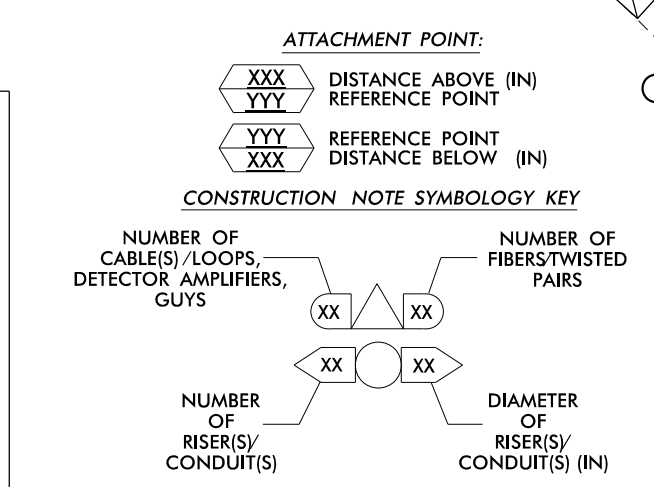 ATTACHMENT POINT:
XXX DISTANCE ABOVE (IN)
YYY REFERENCE POINT
YYY REFERENCE POINT
XXX DISTANCE BELOW (IN)
CONSTRUCTION NOTE SYMBOLOGY KEY
NUMBER OF
CABLE(S)/LOOPS,
DETECTOR AMPLIFIERS,
GUYS
NUMBER OF
FIBERS/TWISTED
PAIRS
XX XX
XX XX
NUMBER
OF
RISER(S)/
CONDUIT(S)
DIAMETER
OF
RISER(S)/
CONDUIT(S) (IN)